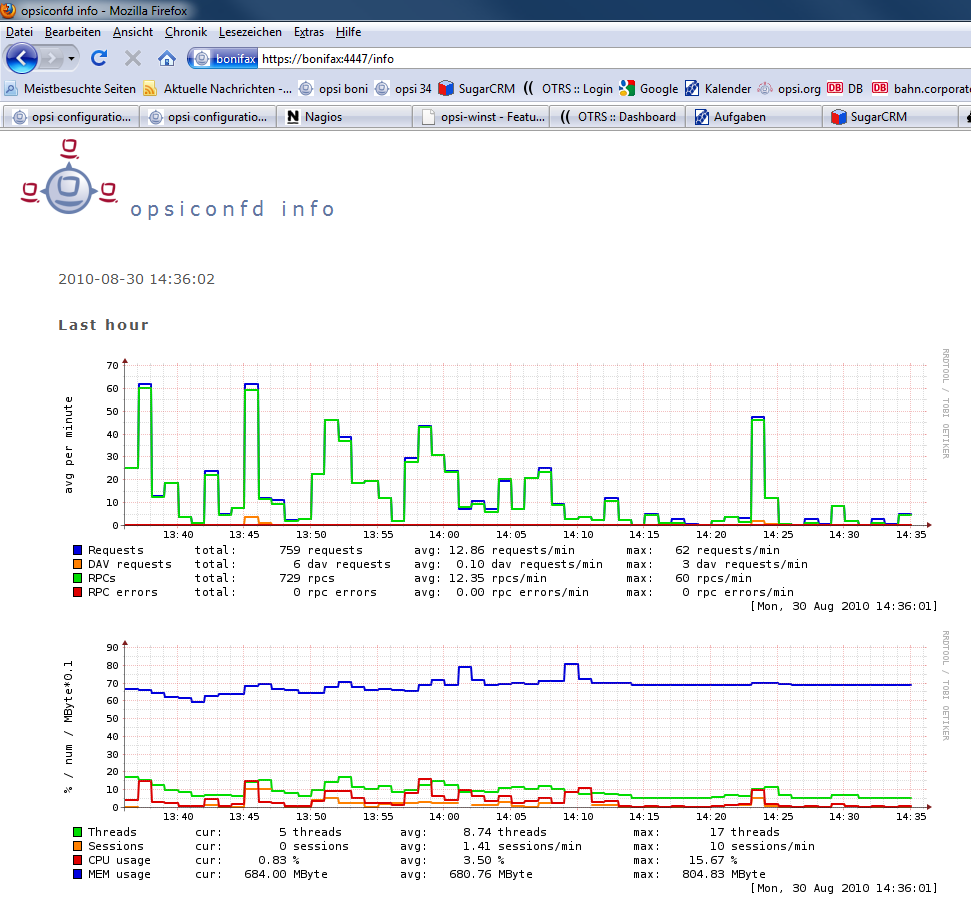 opsiconfd info - Mozilla Firefox
Datei Bearbeiten Ansicht Chronik Lesezeichen Extras Hilfe
bonifax https://bonifax:4447/info
Meistbesuchte Seiten Aktuelle Nachrichten -... opsi boni opsi 34 SugarCRM OTRS :: Login Google Kalender opsi.org DB DB DB bahn.corporate
opsi configuratio... opsi configuratio... N Nagios opsi-winst - Featu... OTRS :: Dashboard Aufgaben SugarCRM
opsiconfd info
2010-08-30 14:36:02
Last hour
RRDTOOL / TOBI OETIKER
avg per minute
70
60
50
40
30
20
10
0
13:40 13:45 13:50 13:55 14:00 14:05 14:10 14:15 14:20 14:25 14:30 14:35
Requests total: 759 requests avg: 12.86 requests/min max: 62 requests/min
DAV requests total: 6 dav requests avg: 0.10 dav requests/min max: 3 dav requests/min
RPCs total: 729 rpcs avg: 12.35 rpcs/min max: 60 rpcs/min
RPC errors total: 0 rpc errors avg: 0.00 rpc errors/min max: 0 rpc errors/min
[Mon, 30 Aug 2010 14:36:01]
RRDTOOL / TOBI OETIKER
% / num / MByte*0.1
90
80
70
60
50
40
30
20
10
0
13:40 13:45 13:50 13:55 14:00 14:05 14:10 14:15 14:20 14:25 14:30 14:35
Threads cur: 5 threads avg: 8.74 threads max: 17 threads
Sessions cur: 0 sessions avg: 1.41 sessions/min max: 10 sessions/min
CPU usage cur: 0.83 % avg: 3.50 % max: 15.67 %
MEM usage cur: 684.00 MByte avg: 680.76 MByte max: 804.83 MByte
[Mon, 30 Aug 2010 14:36:01]